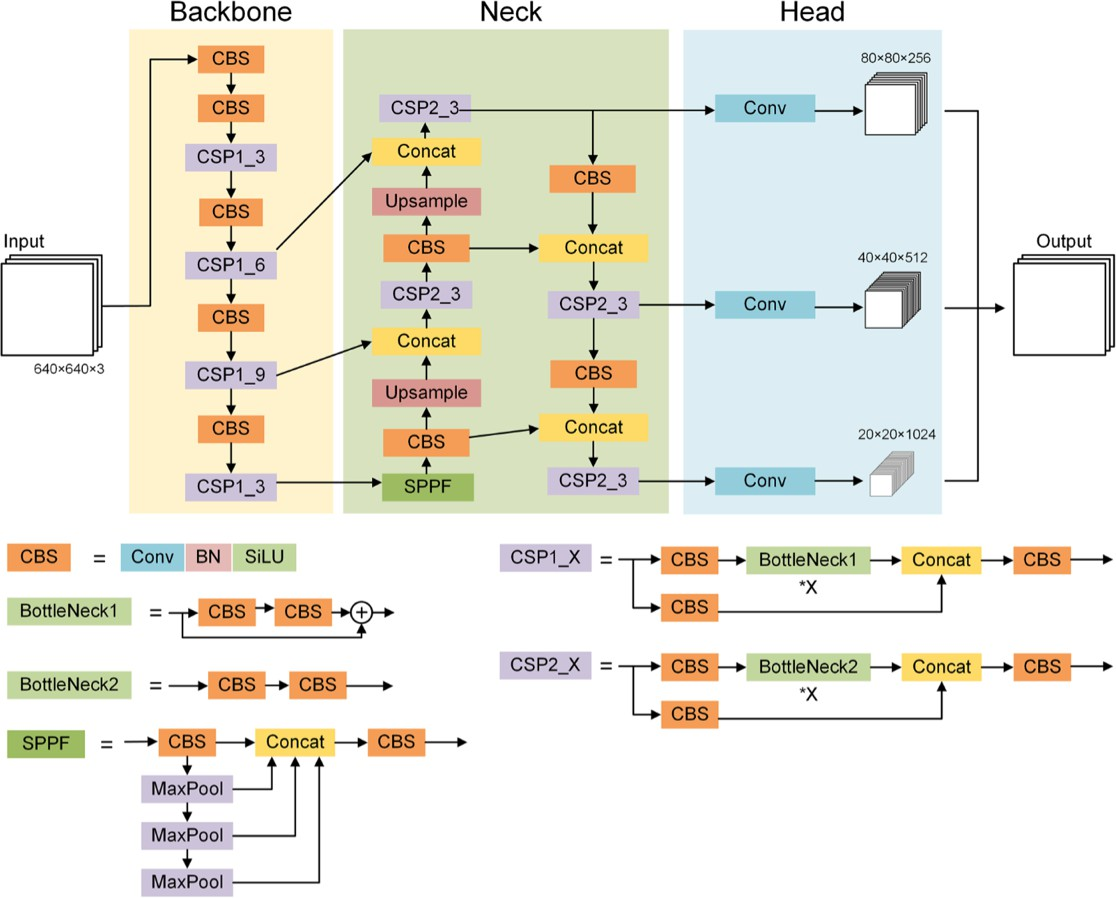 Backbone
Neck
Head
CBS
CBS
CSP1_3
CBS
CSP1_6
CBS
CSP1_9
CBS
CSP1_3
Input
640×640×3
CSP2_3
Concat
Upsample
CBS
CSP2_3
Concat
Upsample
CBS
SPPF
CBS
Concat
CSP2_3
CBS
Concat
CSP2_3
Conv
80×80×256
Conv
40×40×512
Conv
20×20×1024
Output
CBS = Conv BN SiLU
BottleNeck1 = CBS CBS +
BottleNeck2 = CBS CBS
SPPF = CBS Concat CBS
MaxPool
MaxPool
MaxPool
CSP1_X = CBS BottleNeck1 Concat CBS
*X
CBS
CSP2_X = CBS BottleNeck2 Concat CBS
*X
CBS